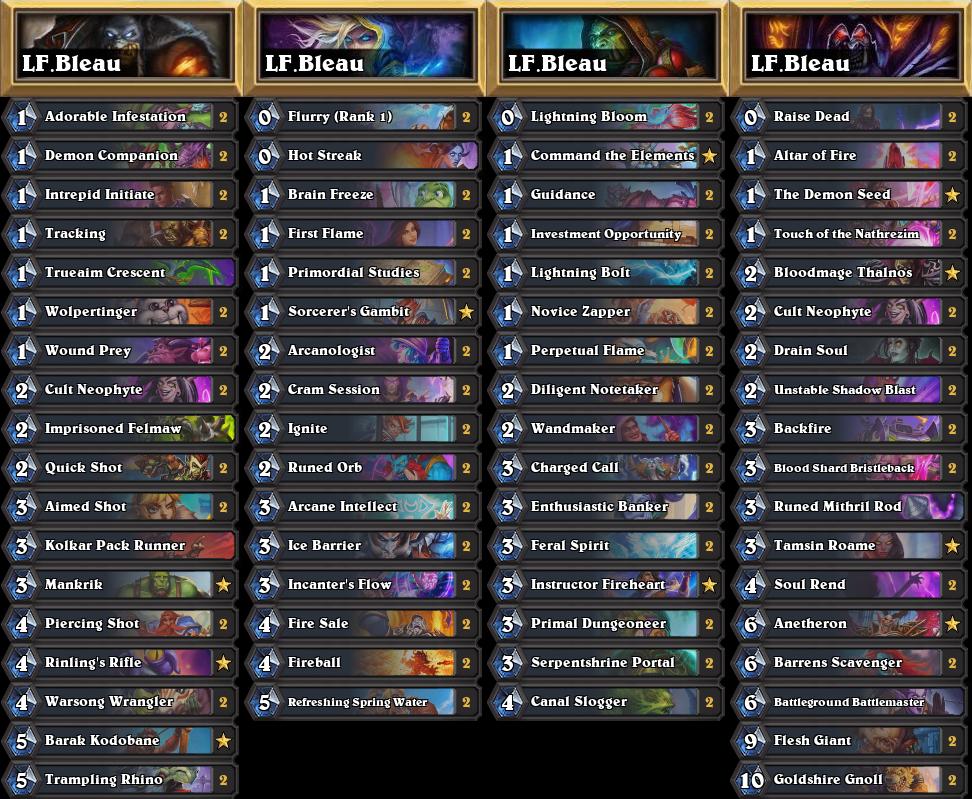 LF.Bleau
1 Adorable Infestation 2
1 Demon Companion 2
1 Intrepid Initiate 2
1 Tracking 2
1 Trueaim Crescent
1 Wolpertinger 2
1 Wound Prey 2
2 Cult Neophyte 2
2 Imprisoned Felmaw
2 Quick Shot 2
3 Aimed Shot 2
3 Kolkar Pack Runner
3 Mankrik
4 Piercing Shot 2
4 Rinling's Rifle
4 Warsong Wrangler 2
5 Barak Kodobane
5 Trampling Rhino 2
LF.Bleau
0 Flurry (Rank 1) 2
0 Hot Streak
1 Brain Freeze 2
1 First Flame 2
1 Primordial Studies 2
1 Sorcerer's Gambit
2 Arcanologist 2
2 Cram Session 2
2 Ignite 2
2 Runed Orb 2
3 Arcane Intellect 2
3 Ice Barrier 2
3 Incanter's Flow 2
4 Fire Sale 2
4 Fireball 2
5 Refreshing Spring Water 2
LF.Bleau
0 Lightning Bloom 2
1 Command the Elements
1 Guidance 2
1 Investment Opportunity 2
1 Lightning Bolt 2
1 Novice Zapper 2
1 Perpetual Flame 2
2 Diligent Notetaker 2
2 Wandmaker 2
3 Charged Call 2
3 Enthusiastic Banker 2
3 Feral Spirit 2
3 Instructor Fireheart
3 Primal Dungeoneer 2
3 Serpentshrine Portal 2
4 Canal Slogger 2
LF.Bleau
0 Raise Dead 2
1 Altar of Fire 2
1 The Demon Seed
1 Touch of the Nathrezim 2
2 Bloodmage Thalnos
2 Cult Neophyte 2
2 Drain Soul 2
2 Unstable Shadow Blast 2
3 Backfire 2
3 Blood Shard Bristleback 2
3 Runed Mithril Rod
3 Tamsin Roame
4 Soul Rend 2
6 Anetheron
6 Barrens Scavenger 2
6 Battleground Battlemaster
9 Flesh Giant 2
10 Goldshire Gnoll 2